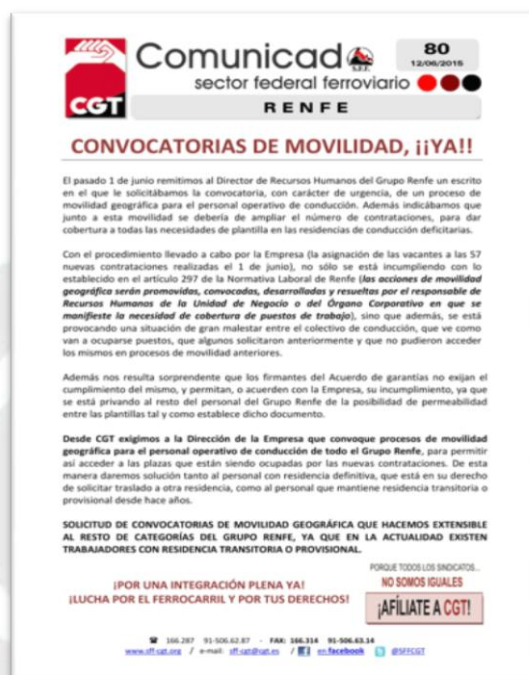 CGT
Comunicad
S.F.F.
80
12/06/2015
sector federal ferroviario
RENFE
CONVOCATORIAS DE MOVILIDAD, ¡¡YA!!
El pasado 1 de junio remitimos al Director de Recursos Humanos del Grupo Renfe un escrito
en el que le solicitábamos la convocatoria, con carácter de urgencia, de un proceso de
movilidad geográfica para el personal operativo de conducción. Además indicábamos que
junto a esta movilidad se debería de ampliar el número de contrataciones, para dar
cobertura a todas las necesidades de plantilla en las residencias de conducción deficitarias.
Con el procedimiento llevado a cabo por la Empresa (la asignación de las vacantes a las 57
nuevas contrataciones realizadas el 1 de junio), no sólo se está incumpliendo con lo
establecido en el artículo 297 de la Normativa Laboral de Renfe (las acciones de movilidad
geográfica serán promovidas, convocadas, desarrolladas y resueltas por el responsable de
Recursos Humanos de la Unidad de Negocio o del Órgano Corporativo en que se
manifieste la necesidad de cobertura de puestos de trabajo), sino que además, se está
provocando una situación de gran malestar entre el colectivo de conducción, que ve como
van a ocuparse puestos, que algunos solicitaron anteriormente y que no pudieron acceder
los mismos en procesos de movilidad anteriores.
Además nos resulta sorprendente que los firmantes del Acuerdo de garantías no exijan el
cumplimiento del mismo, y permitan, o acuerden con la Empresa, su incumplimiento, ya que
se está privando al resto del personal del Grupo Renfe de la posibilidad de permeabilidad
entre las plantillas tal y como establece dicho documento.
Desde CGT exigimos a la Dirección de la Empresa que convoque procesos de movilidad
geográfica para el personal operativo de conducción de todo el Grupo Renfe, para permitir
así acceder a las plazas que están siendo ocupadas por las nuevas contrataciones. De esta
manera daremos solución tanto al personal con residencia definitiva, que está en su derecho
de solicitar traslado a otra residencia, como al personal que mantiene residencia transitoria o
provisional desde hace años.
SOLICITUD DE CONVOCATORIAS DE MOVILIDAD GEOGRÁFICA QUE HACEMOS EXTENSIBLE
AL RESTO DE CATEGORÍAS DEL GRUPO RENFE, YA QUE EN LA ACTUALIDAD EXISTEN
TRABAJADORES CON RESIDENCIA TRANSITORIA O PROVISIONAL.
¡POR UNA INTEGRACIÓN PLENA YA!
¡LUCHA POR EL FERROCARRIL Y POR TUS DERECHOS!
PORQUE TODOS LOS SINDICATOS...
NO SOMOS IGUALES
¡AFÍLIATE A CGT!
166.287 91-506.62.87 - FAX: 166.314 91-506.63.14
www.sff-cgt.org / e-mail: sff-cgt@cgt.es / en facebook @SFFCGT